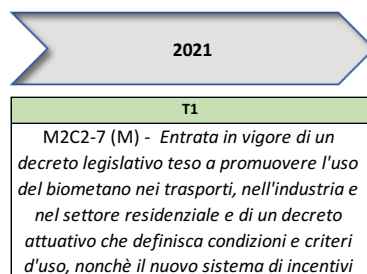 2021
T1
M2C2-7 (M) - Entrata in vigore di un
decreto legislativo teso a promuovere l'uso
del biometano nei trasporti, nell'industria e
nel settore residenziale e di un decreto
attuativo che definisca condizioni e criteri
d'uso, nonchè il nuovo sistema di incentivi